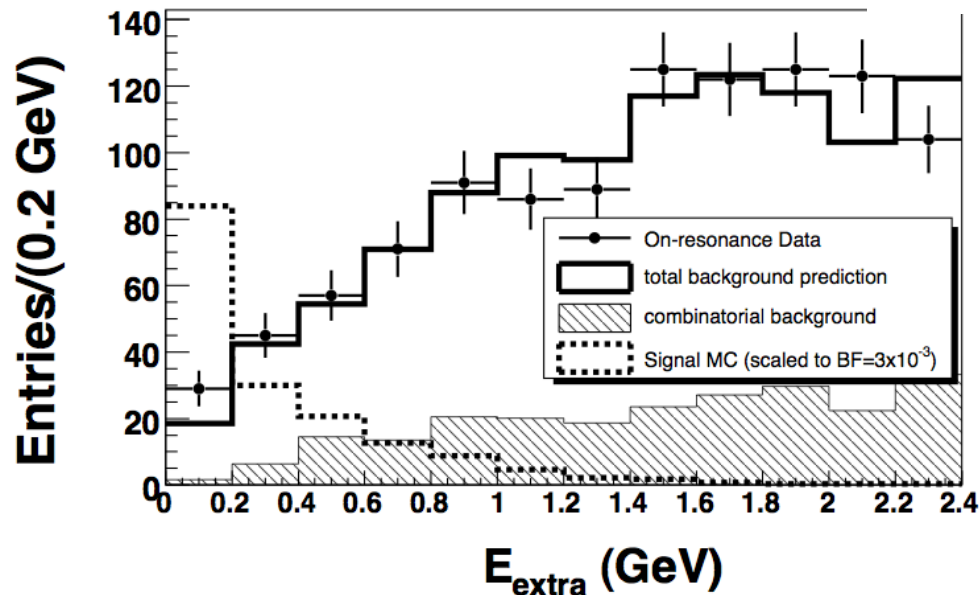 Entries/(0.2 GeV)
140
120
100
80
60
40
20
0
On-resonance Data
total background prediction
combinatorial background
Signal MC (scaled to BF=3x10⁻³)
0 0.2 0.4 0.6 0.8 1 1.2 1.4 1.6 1.8 2 2.2 2.4
E_extra (GeV)